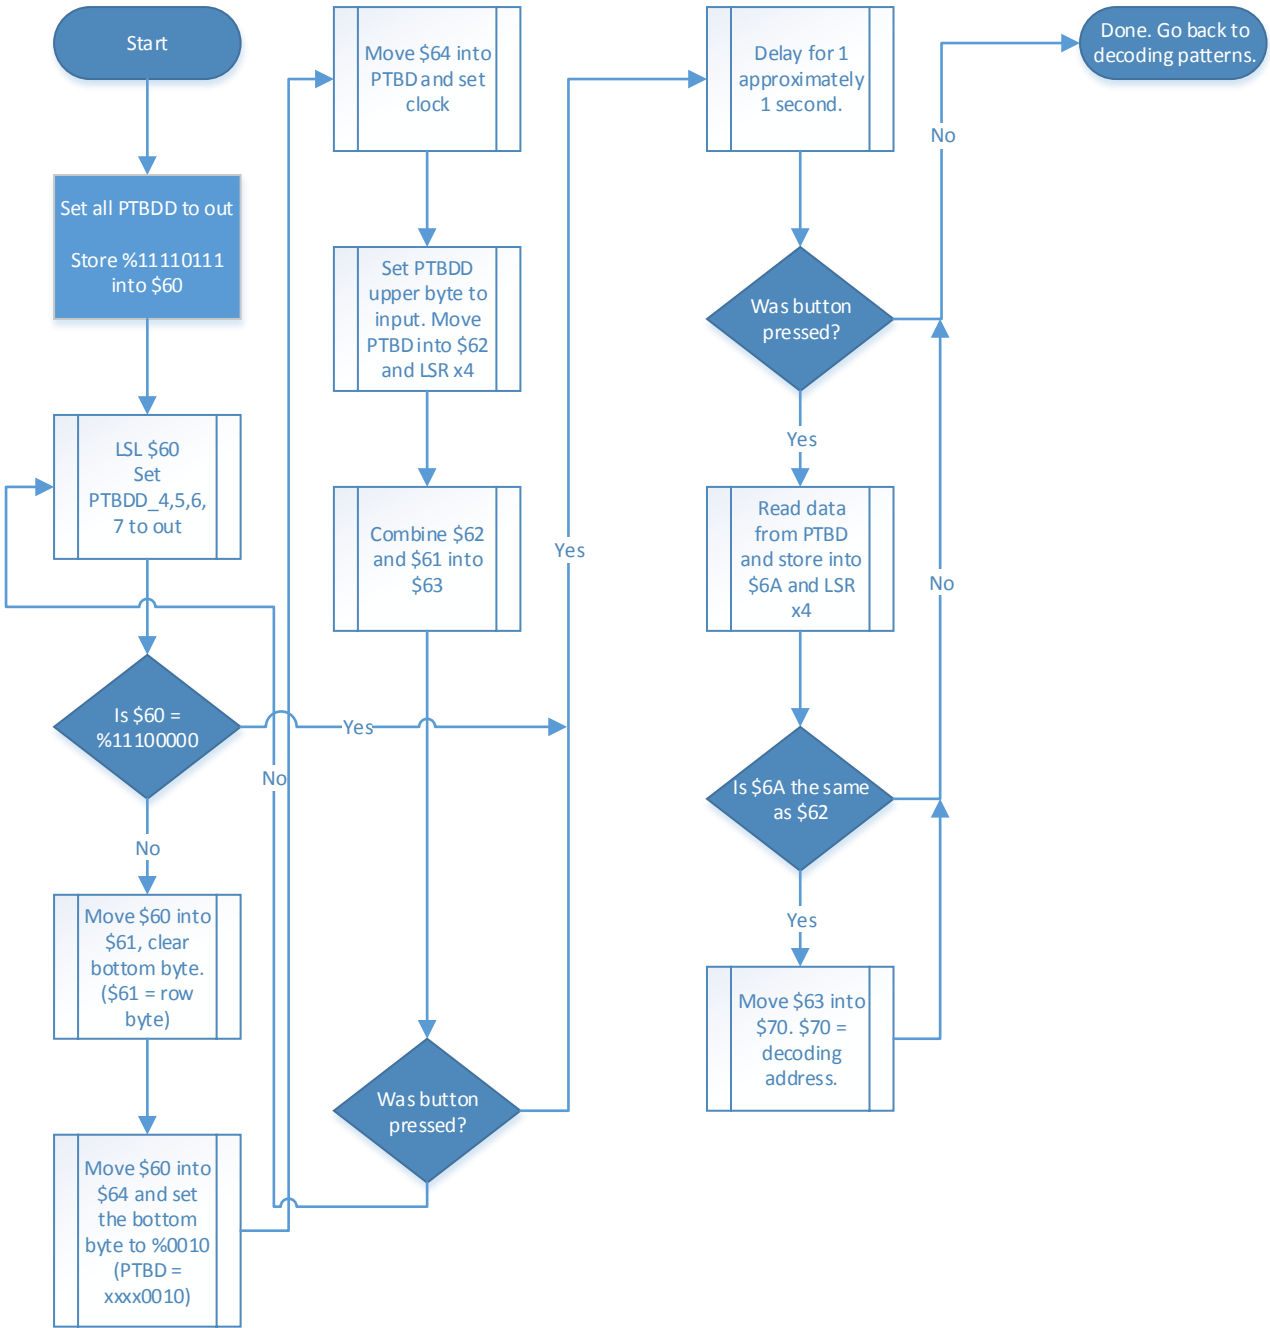 Start
Set all PTBDD to out
Store %11110111
into $60
LSL $60
Set
PTBDD_4,5,6,
7 to out
Is $60 =
%11100000
Yes
No
No
Move $60 into
$61, clear
bottom byte.
($61 = row
byte)
Move $60 into
$64 and set
the bottom
byte to %0010
(PTBD =
xxxx0010)
Move $64 into
PTBD and set
clock
Set PTBDD
upper byte to
input. Move
PTBD into $62
and LSR x4
Combine $62
and $61 into
$63
Was button
pressed?
Yes
Delay for 1
approximately
1 second.
Was button
pressed?
No
Yes
Read data
from PTBD
and store into
$6A and LSR
x4
Is $6A the same
as $62
No
Yes
Move $63 into
$70. $70 =
decoding
address.
Done. Go back to
decoding patterns.